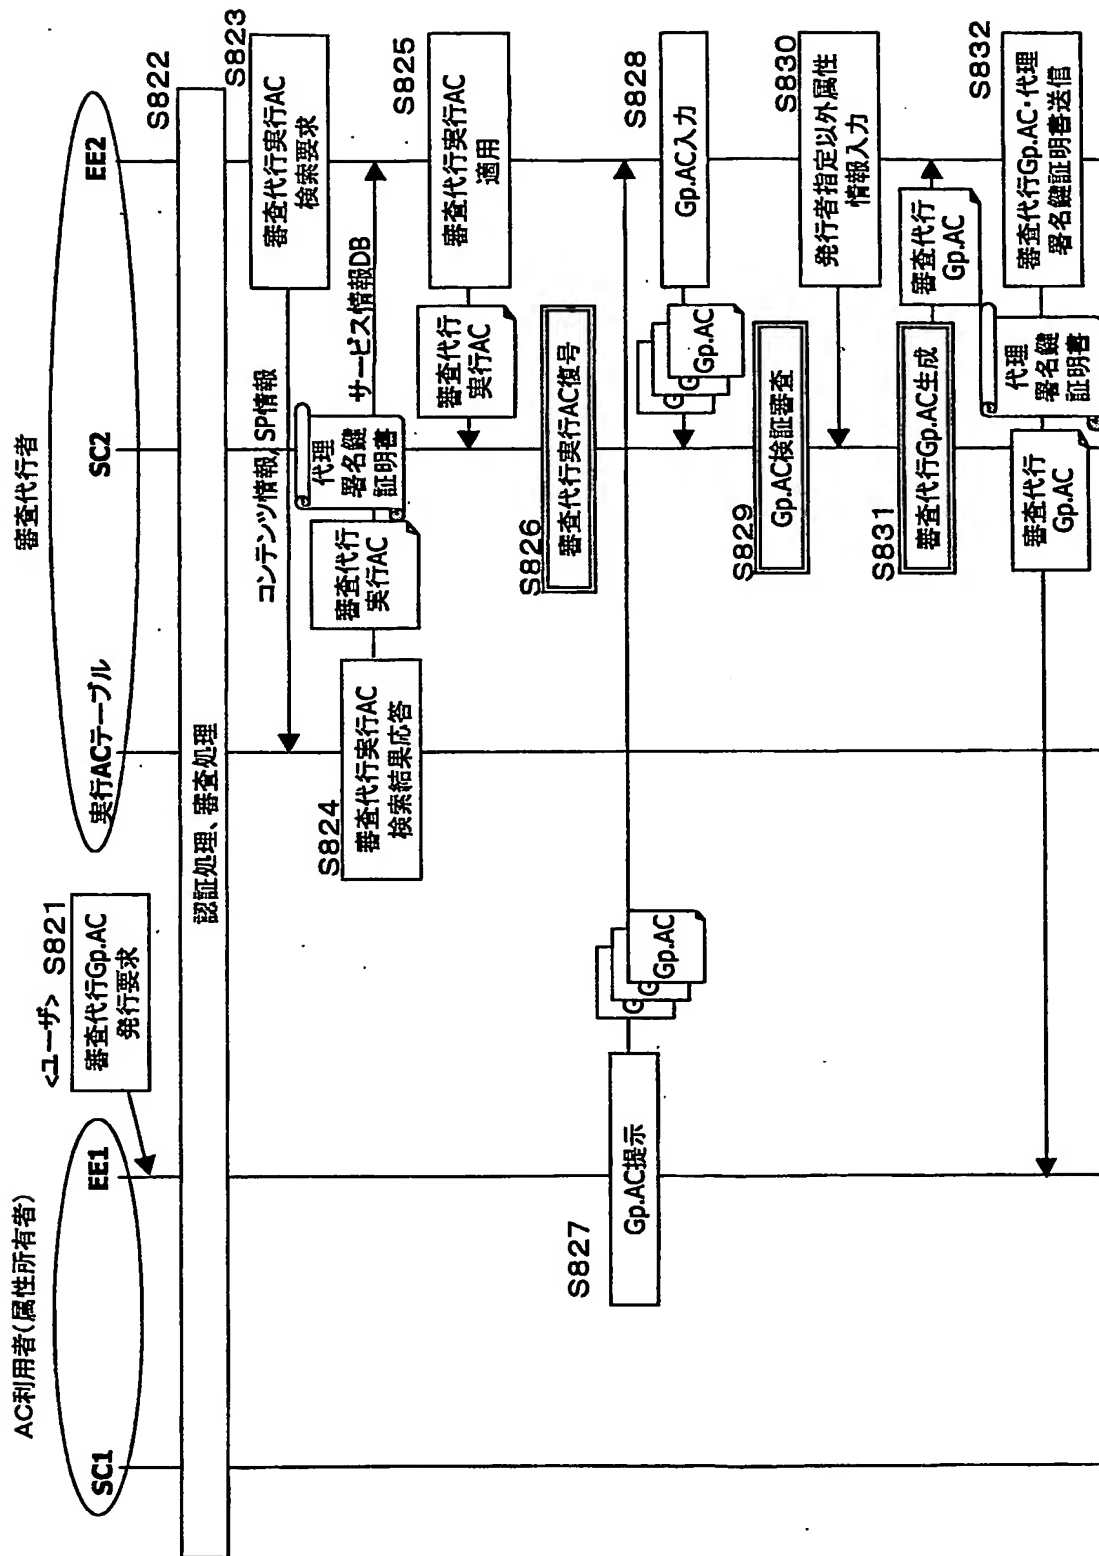 AC利用者(属性所有者)
SC1
EE1
<ユーザ>
S821
審査代行Gp.AC
発行要求
審査代行者
実行ACテーブル
SC2
EE2
S822
認証処理、審査処理
S823
審査代行実行AC
検索要求
コンテンツ情報/SP情報
S824
審査代行実行AC
検索結果応答
審査代行
実行AC
代理
署名鍵
証明書
サービス情報DB
S825
審査代行実行AC
適用
審査代行
実行AC
S826
審査代行実行AC復号
S827
Gp.AC提示
G
G
Gp.AC
S828
Gp.AC入力
G
Gp.AC
S829
Gp.AC検証審査
S830
発行者指定以外属性
情報入力
S831
審査代行Gp.AC生成
審査代行
Gp.AC
S832
審査代行Gp.AC・代理
署名鍵証明書送信
代理
署名鍵
証明書
審査代行
Gp.AC